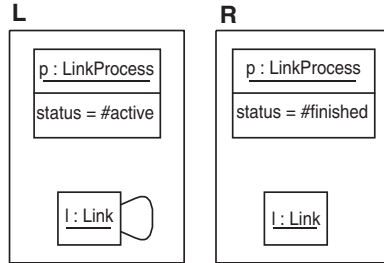 L
R
p : LinkProcess
status = #active
l : Link
p : LinkProcess
status = #finished
l : Link